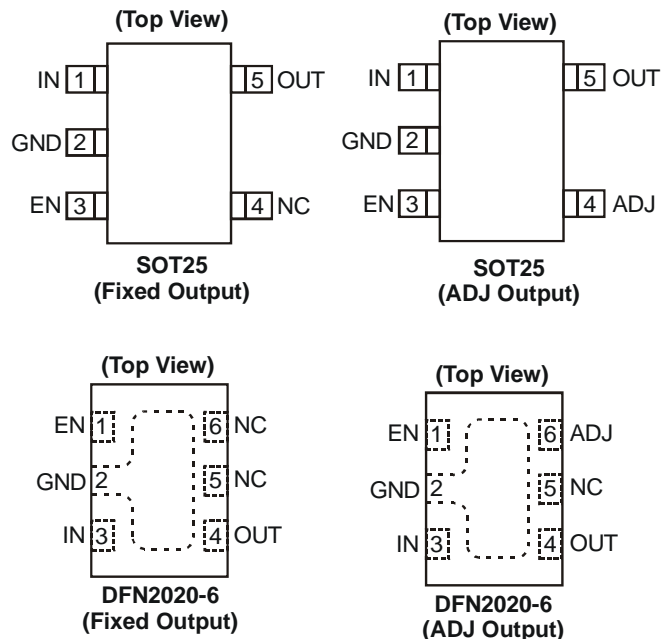 (Top View)
IN 1
5 OUT
GND 2
EN 3
4 NC
SOT25
(Fixed Output)
(Top View)
IN 1
5 OUT
GND 2
EN 3
4 ADJ
SOT25
(ADJ Output)
(Top View)
EN 1
6 NC
GND 2
5 NC
IN 3
4 OUT
DFN2020-6
(Fixed Output)
(Top View)
EN 1
6 ADJ
GND 2
5 NC
IN 3
4 OUT
DFN2020-6
(ADJ Output)